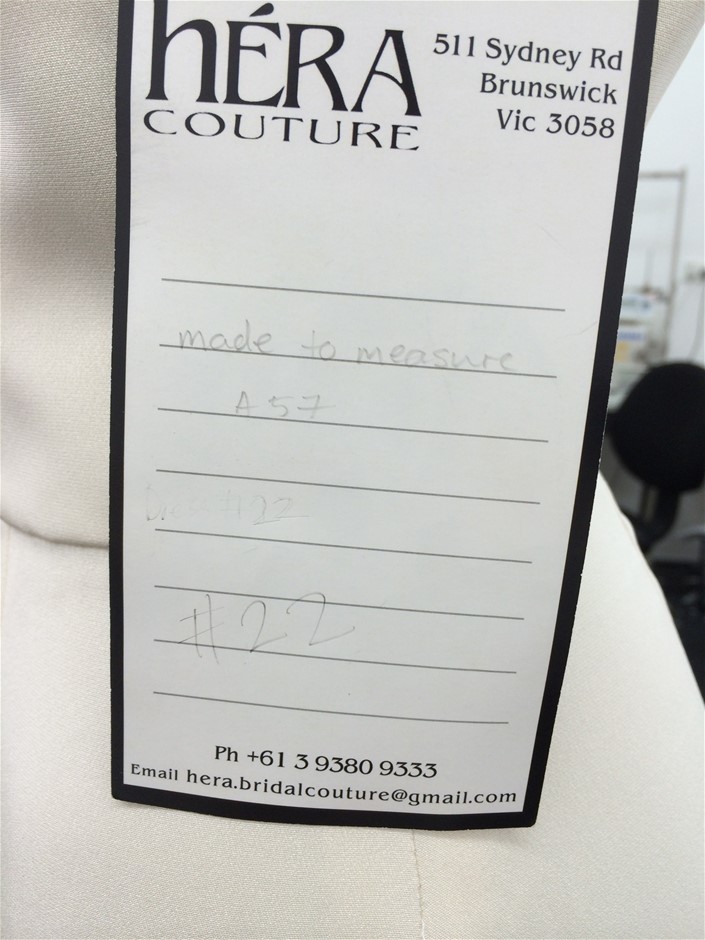 hÉRA
COUTURE
511 Sydney Rd
Brunswick
Vic 3058
made to measure
A 57
#22
Ph +61 3 9380 9333
Email hera.bridalcouture@gmail.com